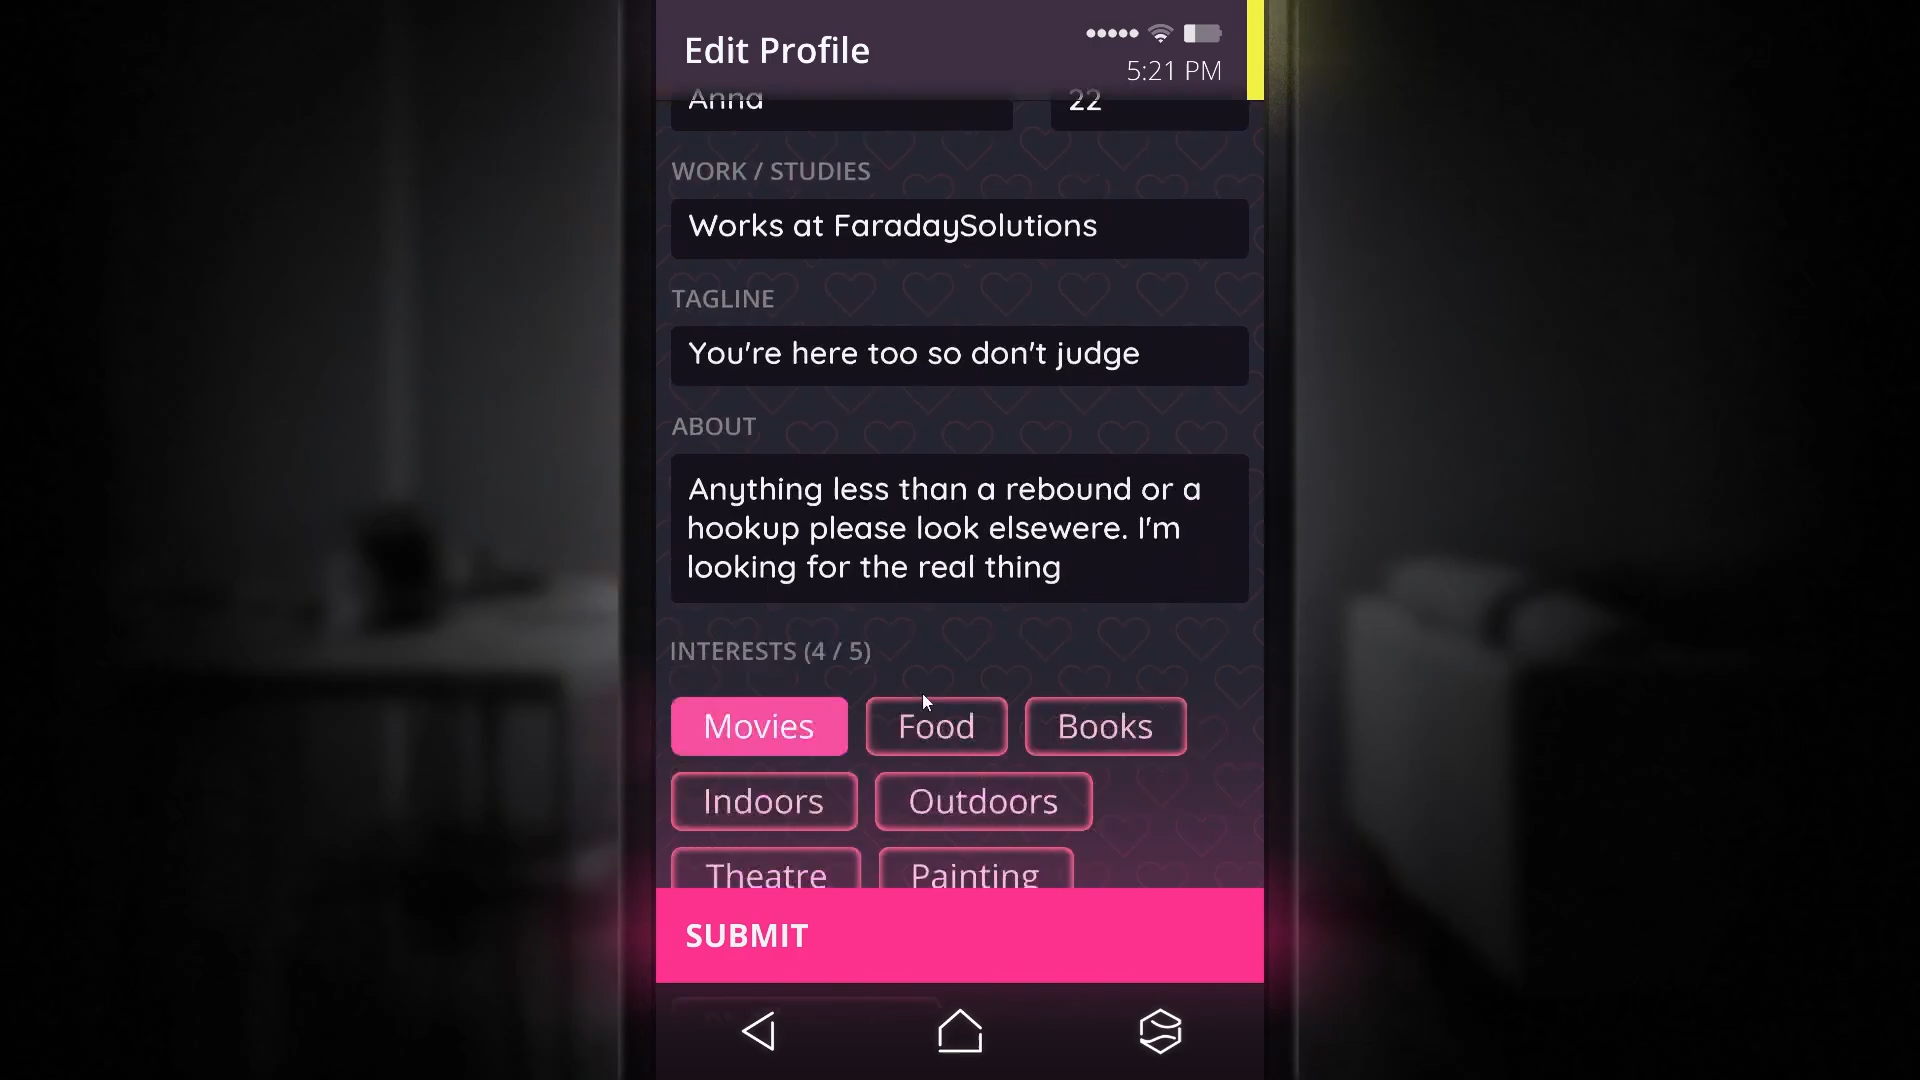 Edit Profile
5:21 PM
Anna
22
WORK / STUDIES
Works at FaradaySolutions
TAGLINE
You're here too so don't judge
ABOUT
Anything less than a rebound or a
hookup please look elsewere. I'm
looking for the real thing
INTERESTS (4 / 5)
Movies
Food
Books
Indoors
Outdoors
Theatre
Painting
SUBMIT